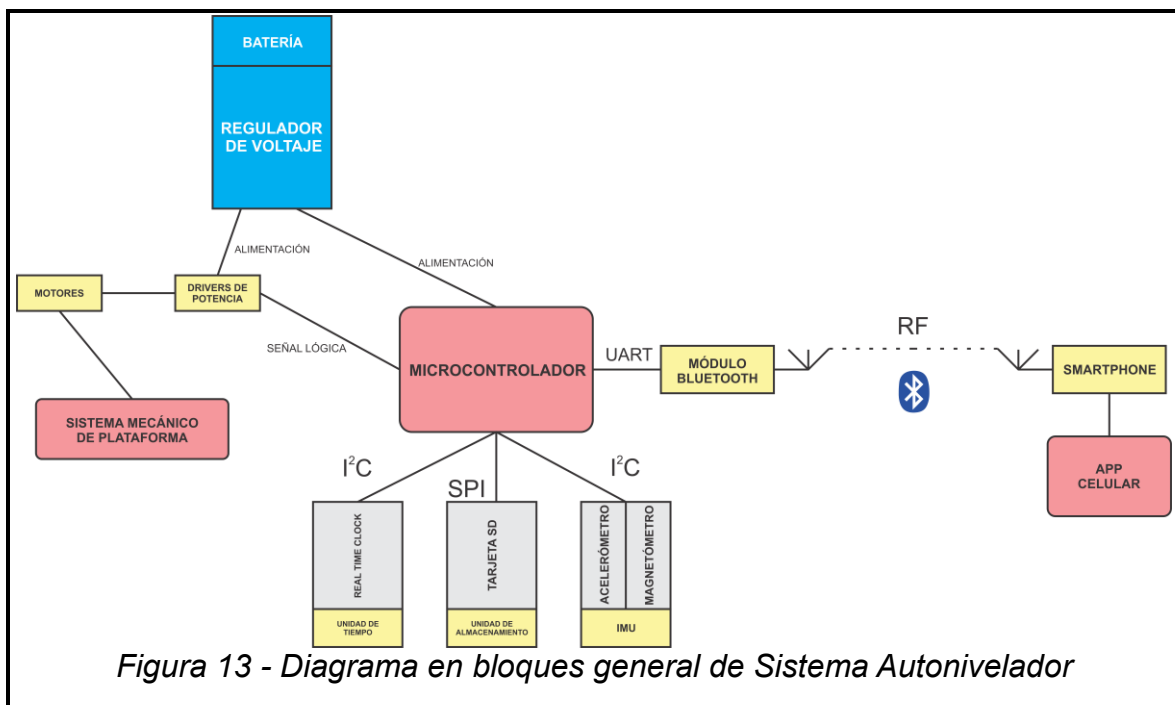 BATERÍA
REGULADOR
DE VOLTAJE
ALIMENTACIÓN
ALIMENTACIÓN
MOTORES
DRIVERS DE
POTENCIA
SEÑAL LÓGICA
MICROCONTROLADOR
UART
MÓDULO
BLUETOOTH
RF
SMARTPHONE
SISTEMA MECÁNICO
DE PLATAFORMA
APP
CELULAR
I²C
SPI
I²C
REAL TIME CLOCK
TARJETA SD
ACELERÓMETRO
MAGNETÓMETRO
UNIDAD DE
TIEMPO
UNIDAD DE
ALMACENAMIENTO
IMU
Figura 13 - Diagrama en bloques general de Sistema Autonivelador